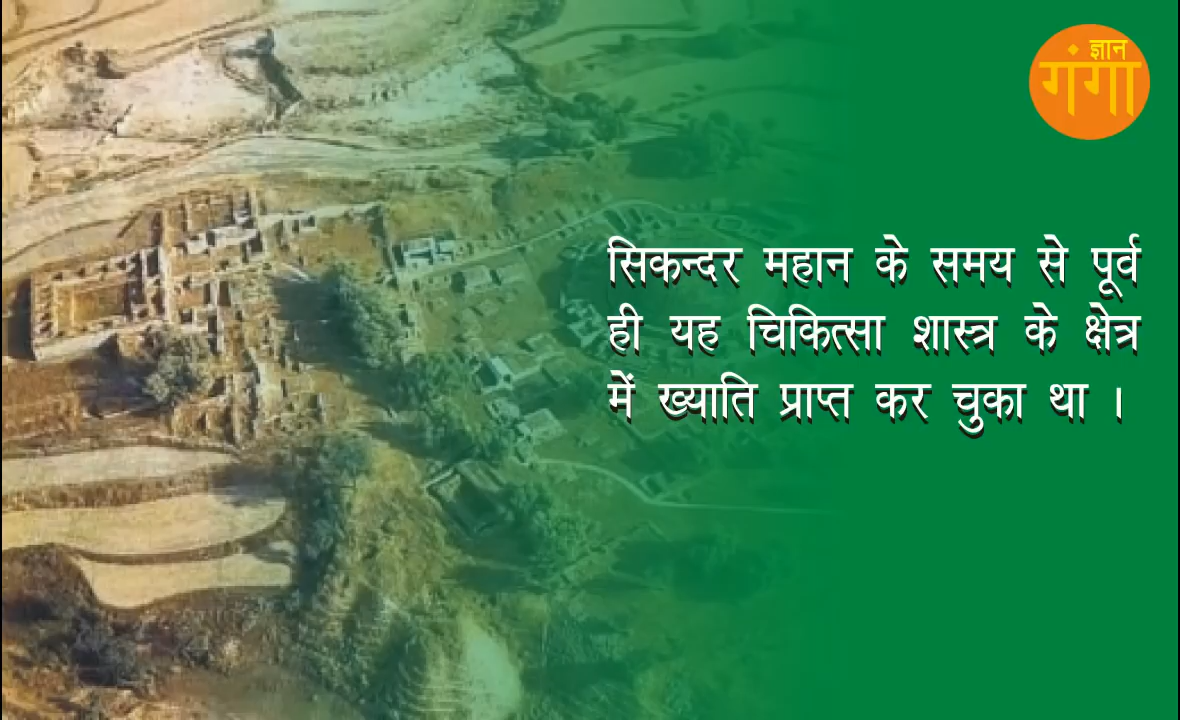 ज्ञान
गंगा
सिकन्दर महान के समय से पूर्व
ही यह चिकित्सा शास्त्र के क्षेत्र
में ख्याति प्राप्त कर चुका था ।